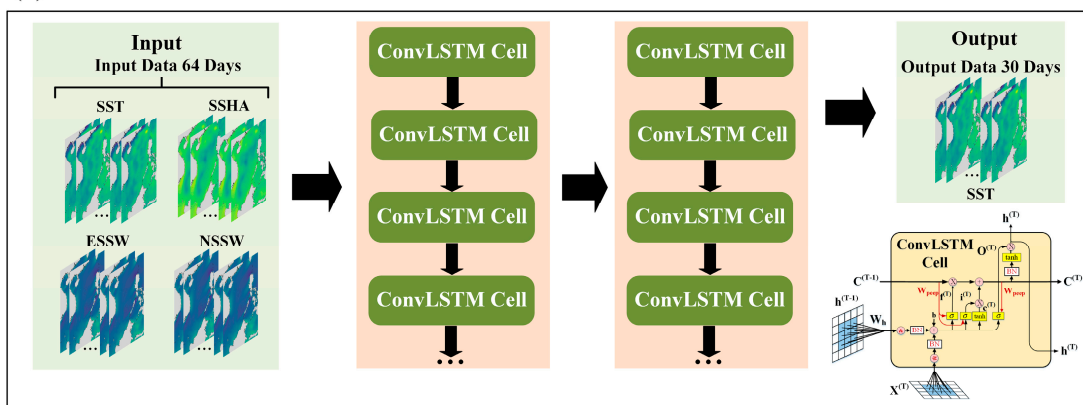 Input
Input Data 64 Days
SST
SSHA
...
...
ESSW
NSSW
ConvLSTM Cell
ConvLSTM Cell
ConvLSTM Cell
ConvLSTM Cell
...
ConvLSTM Cell
ConvLSTM Cell
ConvLSTM Cell
ConvLSTM Cell
...
Output
Output Data 30 Days
...
SST
h(T)
ConvLSTM
Cell
O(T)
tanh
BN
C(T-1)
C(T)
Wpeep
f(T)
i(T)
c(T)
Wpeep
h(T-1)
Wh
b
σ
σ
tanh
σ
BN
BN
h(T)
X(T)